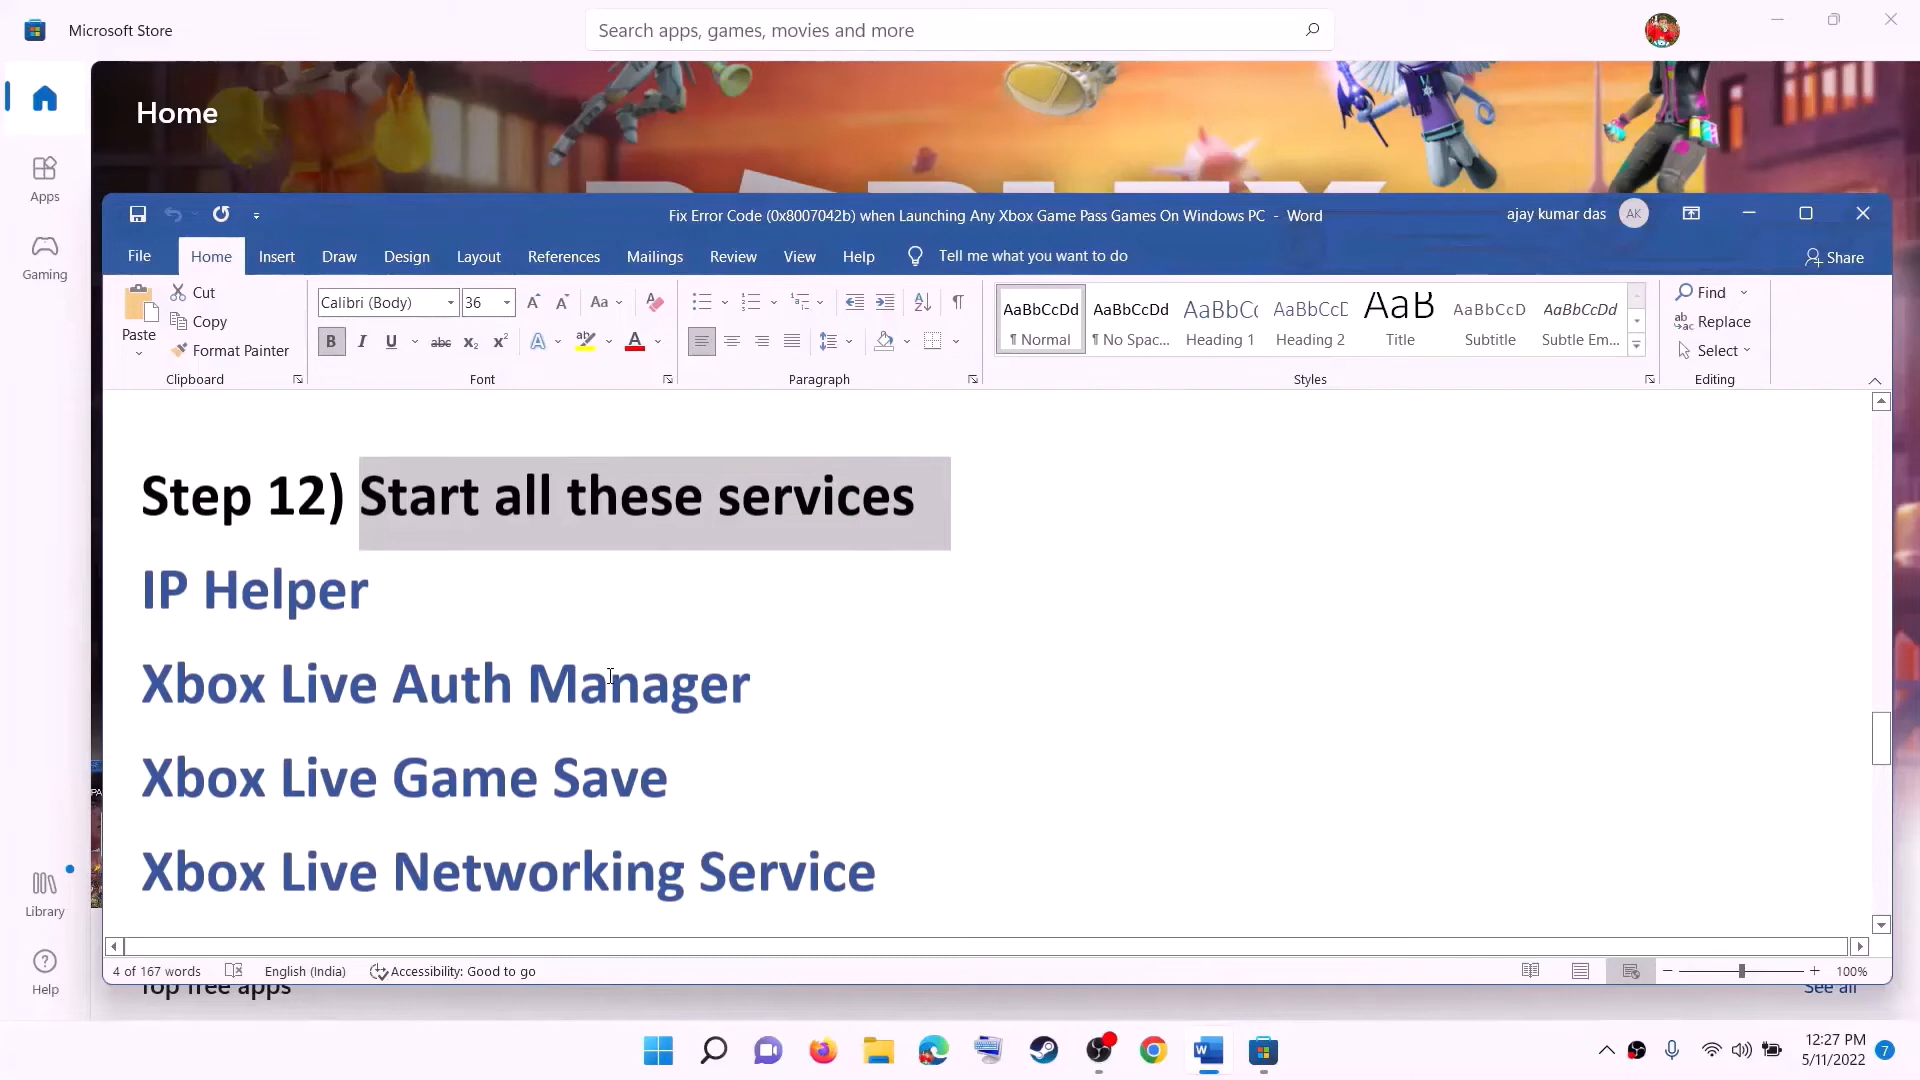 Microsoft Store
Search apps, games, movies and more
Home
Apps
Gaming
Library
Help
Fix Error Code (0x8007042b) when Launching Any Xbox Game Pass Games On Windows PC - Word
ajay kumar das AK
File Home Insert Draw Design Layout References Mailings Review View Help Tell me what you want to do Share
Paste
Cut
Copy
Format Painter
Clipboard
Calibri (Body) 36
Font
Paragraph
AaBbCcDd AaBbCcDd AaBbCc AaBbCcD AaB AaBbCcD AaBbCcDd
¶ Normal ¶ No Spac... Heading 1 Heading 2 Title Subtitle Subtle Em...
Styles
Find
Replace
Select
Editing
Step 12) Start all these services
IP Helper
Xbox Live Auth Manager
Xbox Live Game Save
Xbox Live Networking Service
4 of 167 words English (India) Accessibility: Good to go 100%
Top free apps See all
12:27 PM
5/11/2022 7